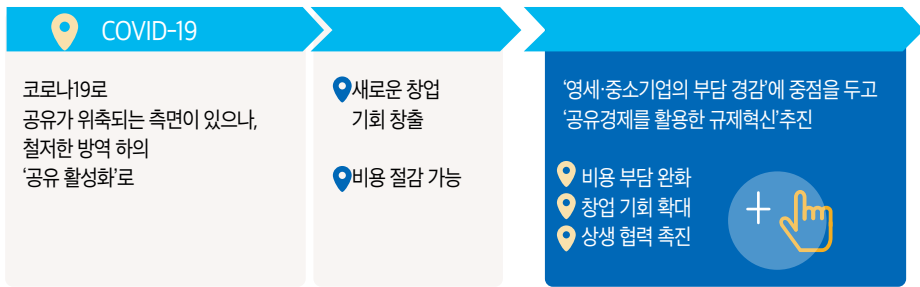 COVID-19
코로나19로
공유가 위축되는 측면이 있으나,
철저한 방역 하의
‘공유 활성화’로
새로운 창업
기회 창출
비용 절감 가능
‘영세·중소기업의 부담 경감’에 중점을 두고
‘공유경제를 활용한 규제혁신’추진
비용 부담 완화
창업 기회 확대
상생 협력 촉진